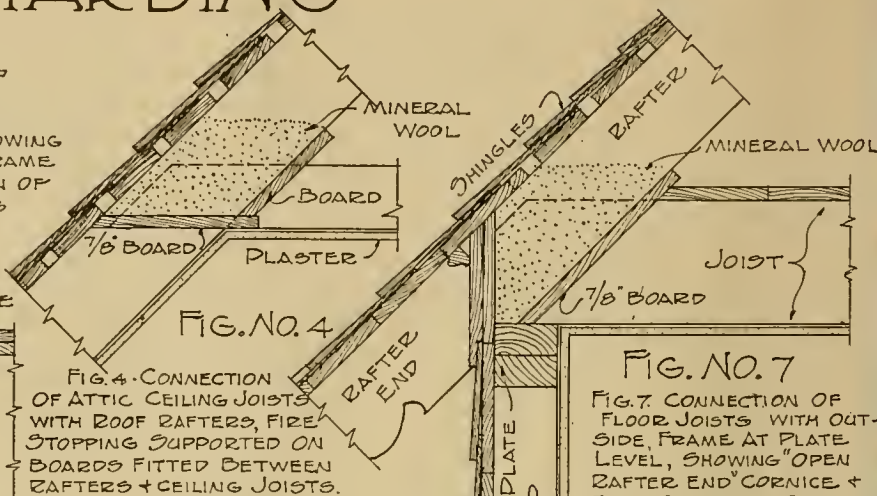 OWING
RAME
N OF
MINERAL
WOOL
BOARD
7/8" BOARD
PLASTER
FIG. NO. 4
FIG. 4. CONNECTION
OF ATTIC CEILING JOISTS
WITH ROOF RAFTERS, FIRE
STOPPING SUPPORTED ON
BOARDS FITTED BETWEEN
RAFTERS + CEILING JOISTS.
SHINGLES
RAFTER
MINERAL WOOL
JOIST
7/8" BOARD
RAFTER
END
PLATE
FIG. NO. 7
FIG. 7. CONNECTION OF
FLOOR JOISTS WITH OUT-
SIDE, FRAME AT PLATE
LEVEL, SHOWING "OPEN
RAFTER END" CORNICE +